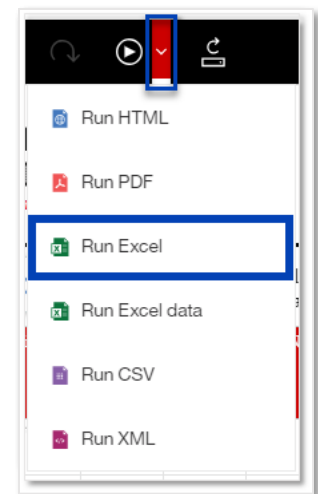 Run HTML
Run PDF
Run Excel
Run Excel data
Run CSV
Run XML